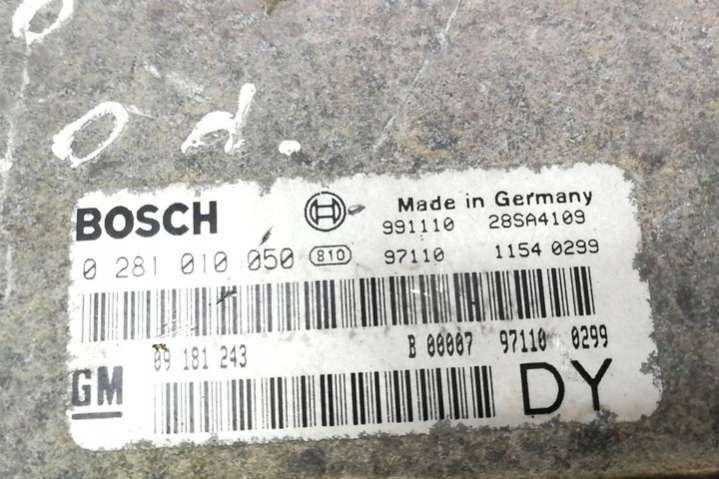 od.
BOSCH Made in Germany
991110 28SA4109
0 281 010 050 810 97110 1154 0299
09 181 243 B 00007 97110 0299
GM DY